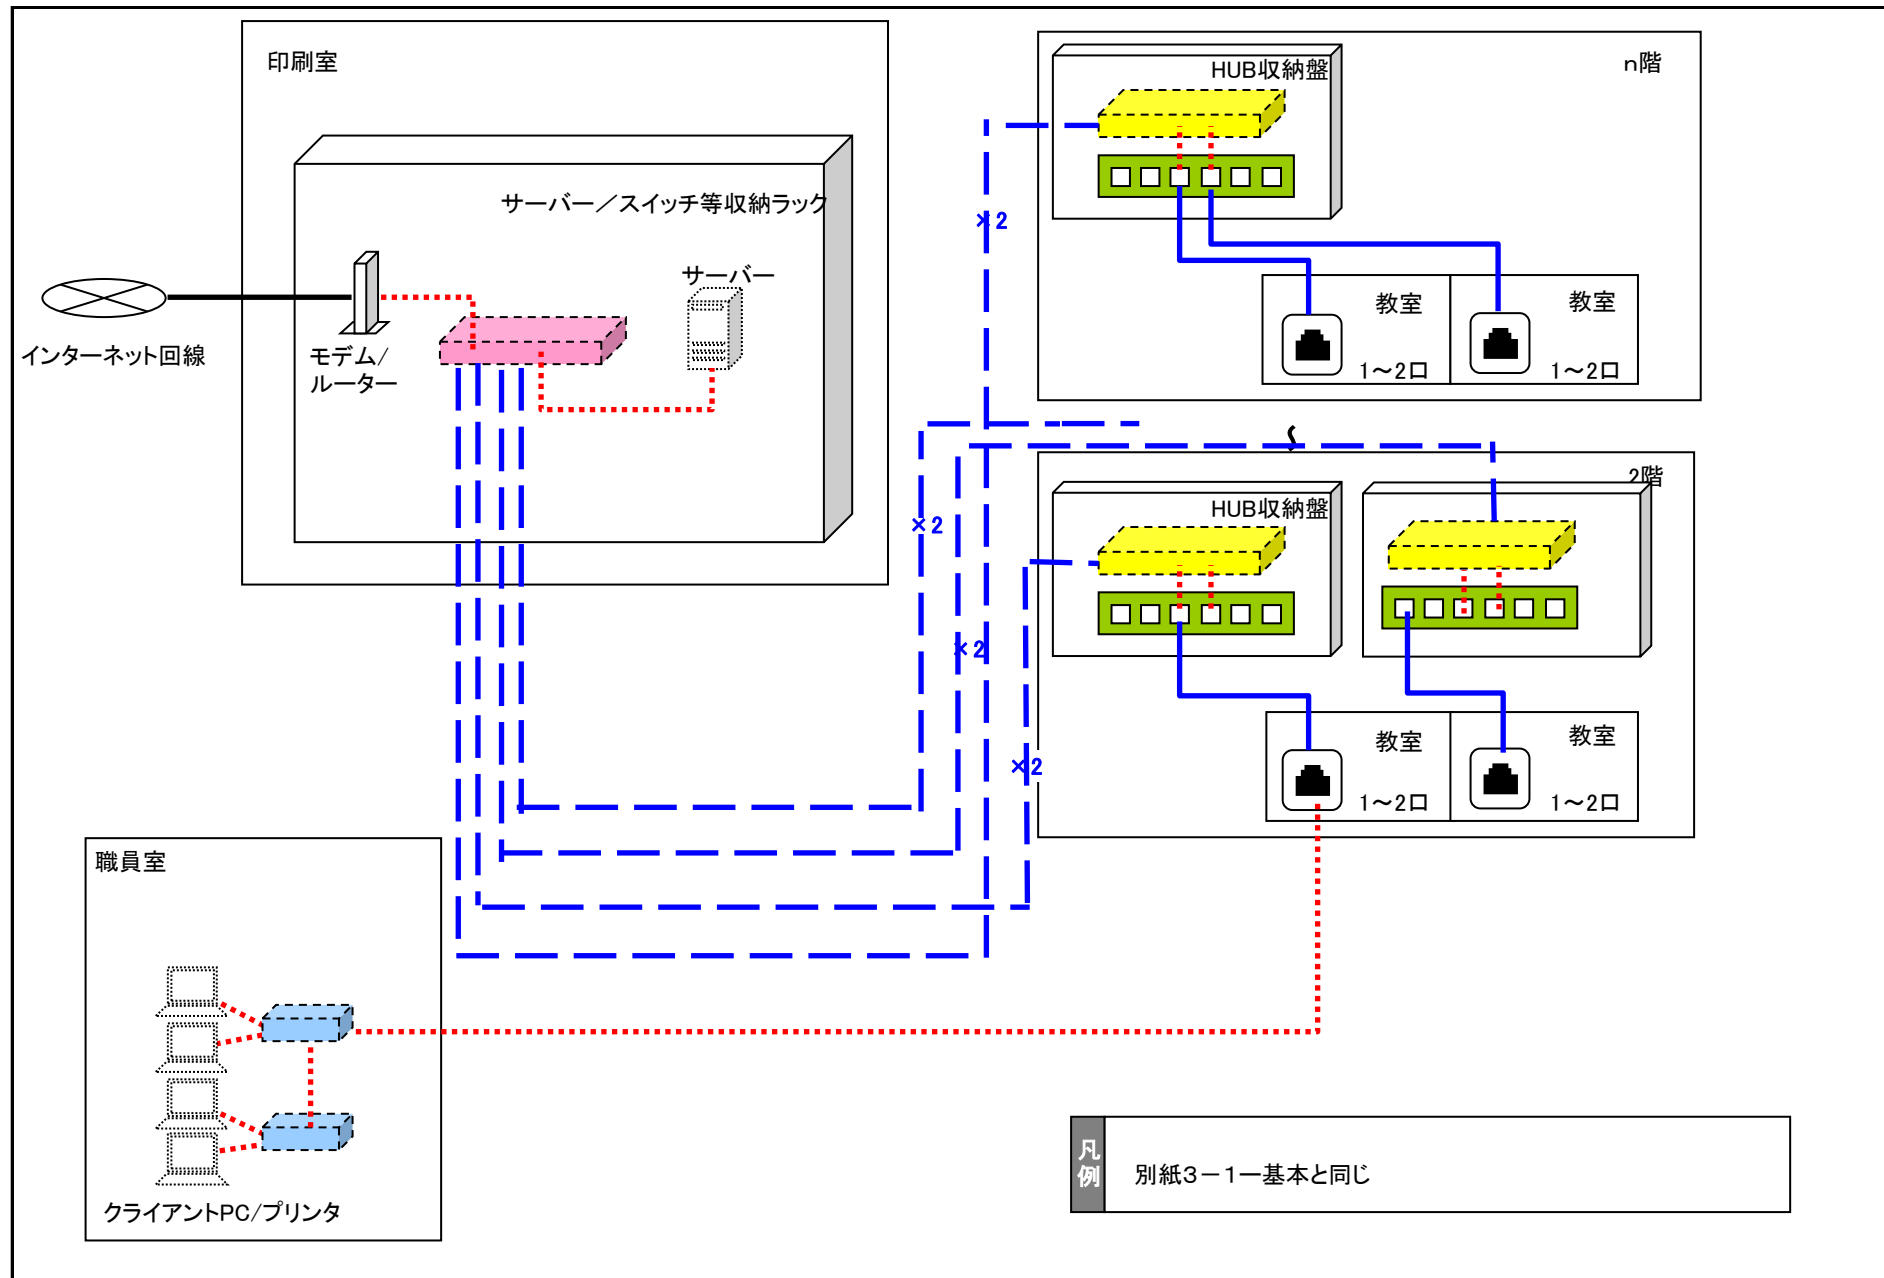 印刷室
サーバー／スイッチ等収納ラック
サーバー
インターネット回線
モデム/
ルーター
HUB収納盤
n階
×2
教室
1～2口
教室
1～2口
×2
×2
×2
2階
HUB収納盤
教室
1～2口
教室
1～2口
職員室
クライアントPC/プリンタ
凡例
別紙３－１－基本と同じ